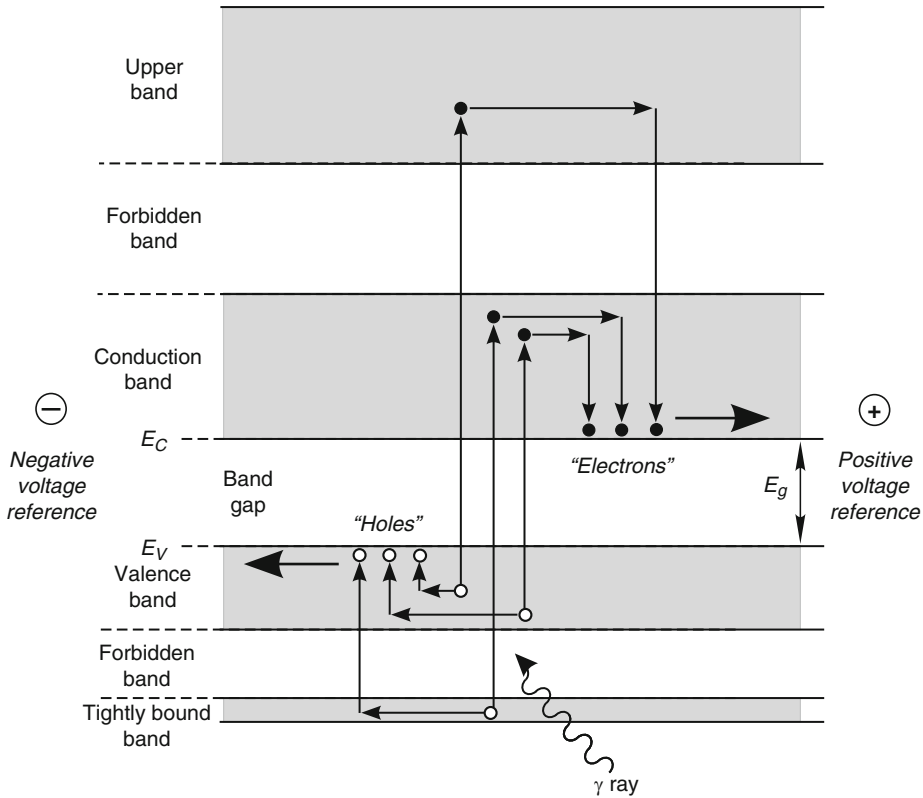 Upper
band
Forbidden
band
Conduction
band
−
+
E_C
Negative
voltage
reference
"Electrons"
Positive
voltage
reference
Band
gap
E_g
"Holes"
E_V
Valence
band
Forbidden
band
Tightly bound
band
γ ray